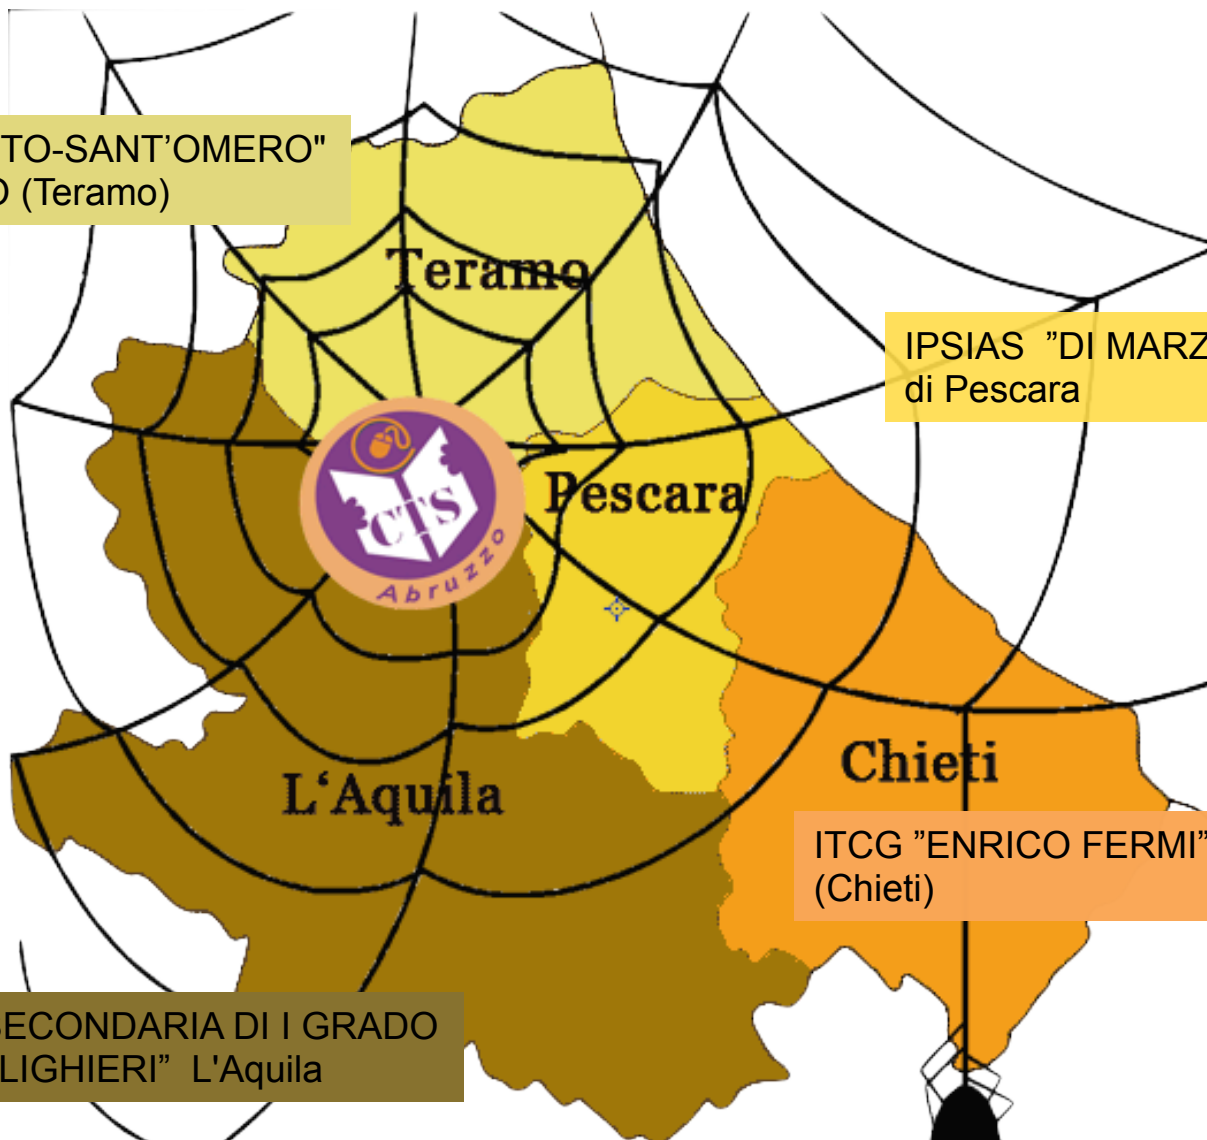 TO-SANT’OMERO"
(Teramo)
Teramo
IPSIAS ”DI MARZ
di Pescara
CTS
Abruzzo
Pescara
Chieti
L‘Aquila
ITCG ”ENRICO FERMI”
(Chieti)
SECONDARIA DI I GRADO
LIGHIERI” L'Aquila